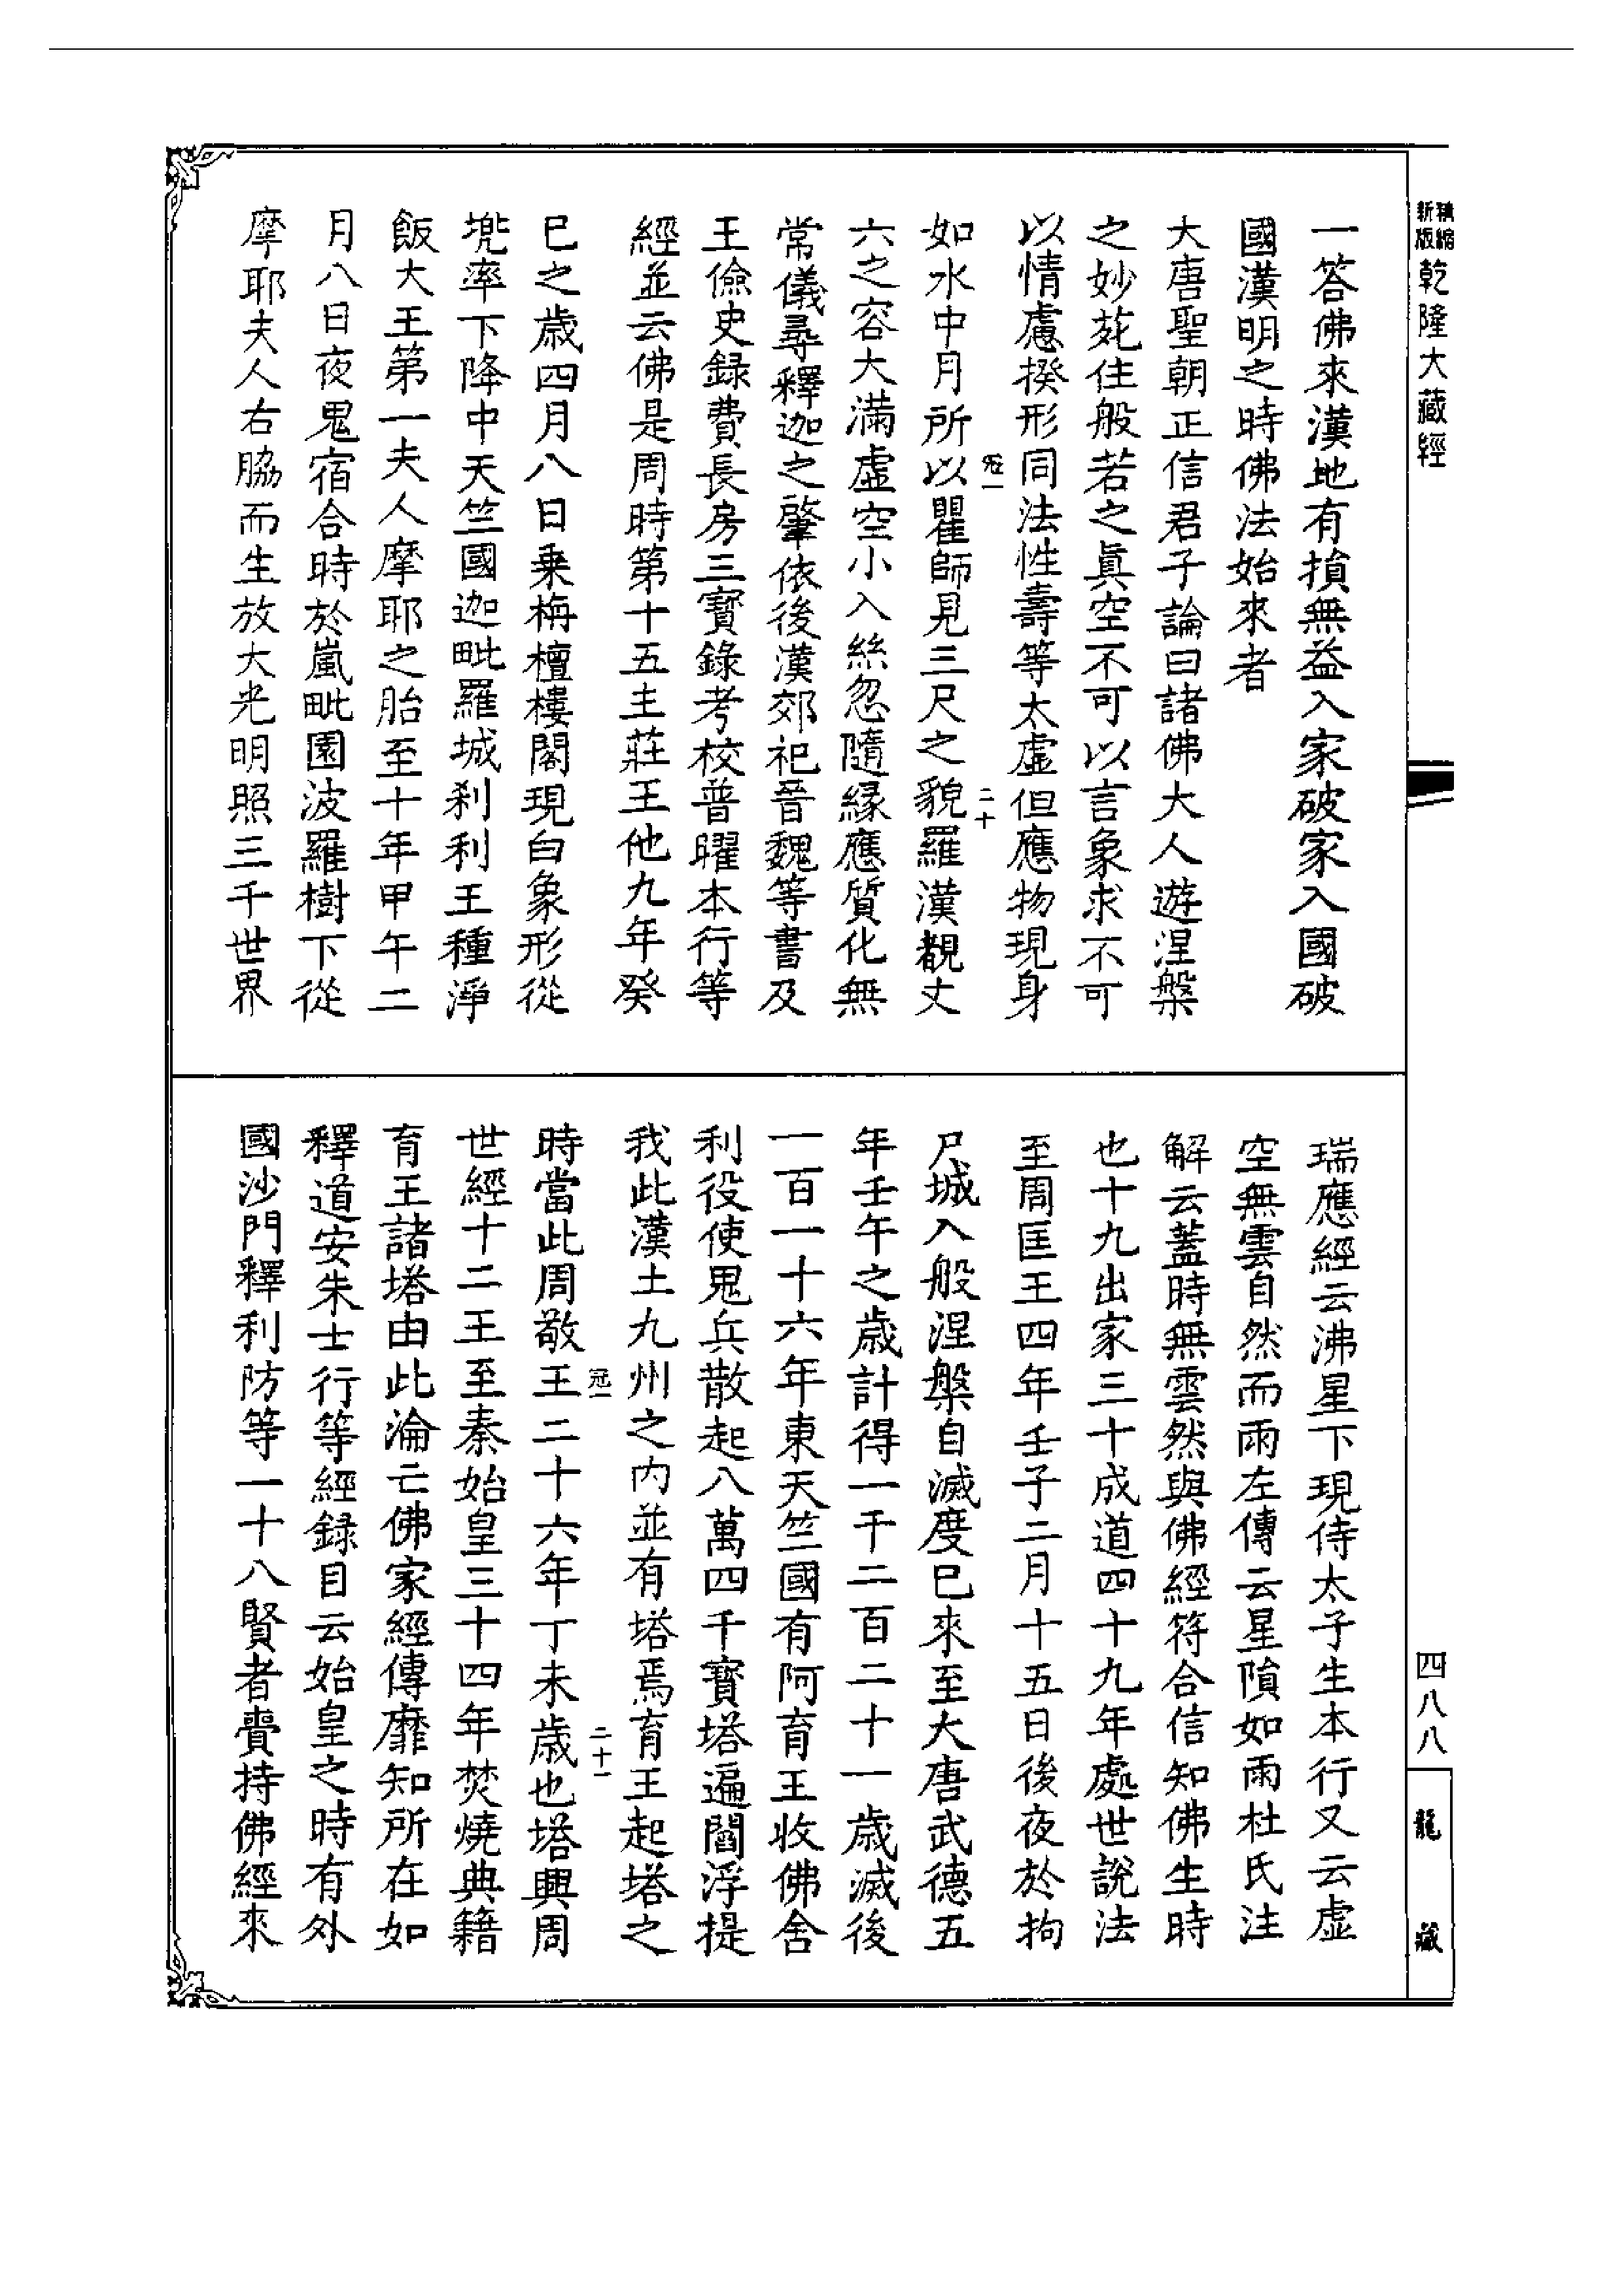 精縮
新版
乾隆大藏經
一答佛來漢地有損無益入家破家入國破
國漢明之時佛法始來者
大唐聖朝正信君子論曰諸佛大人遊涅槃
之妙苑住般若之眞空不可以言象求不可
以情慮揆形同法性壽等太虛但應物現身
如水中月所以瞿師見三尺之貌羅漢覩丈
六之容大滿虛空小入絲忽隨緣應質化無
常儀尋釋迦之肇依後漢郊祀晉魏等書及
王儉史録費長房三寶錄考校普曜本行等
經並云佛是周時第十五主莊王他九年癸
巳之歲四月八日乗栴檀樓閣現白象形從
兠率下降中天竺國迦毗羅城刹利王種淨
飯大王第一夫人摩耶之胎至十年甲午二
月八日夜鬼宿合時於嵐毗園波羅樹下從
摩耶夫人右脇而生放大光明照三千世界
瑞應經云沸星下現侍太子生本行又云虛
空無雲自然而雨左傳云星隕如雨杜氏注
解云蓋時無雲然與佛經符合信知佛生時
也十九出家三十成道四十九年處世說法
至周匡王四年壬子二月十五日後夜於拘
尸城入般涅槃自滅度已來至大唐武德五
年壬午之歲計得一千二百二十一歲滅後
一百一十六年東天竺國有阿育王收佛舍
利役使鬼兵散起八萬四千寶塔遍閻浮提
我此漢土九州之内並有塔焉育王起塔之
時當此周敬王二十六年丁未歲也塔興周
世經十二王至秦始皇三十四年焚燒典籍
育王諸塔由此淪亡佛家經傳靡知所在如
釋道安朱士行等經録目云始皇之時有外
國沙門釋利防等一十八賢者賷持佛經來
冠一
二十
冠一
二十一
四八八
龍藏